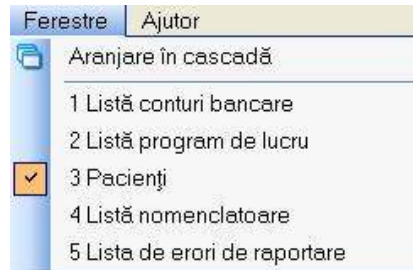 Ferestre Ajutor
Aranjare în cascadă
1 Listă conturi bancare
2 Listă program de lucru
3 Pacienţi
4 Listă nomenclatoare
5 Lista de erori de raportare